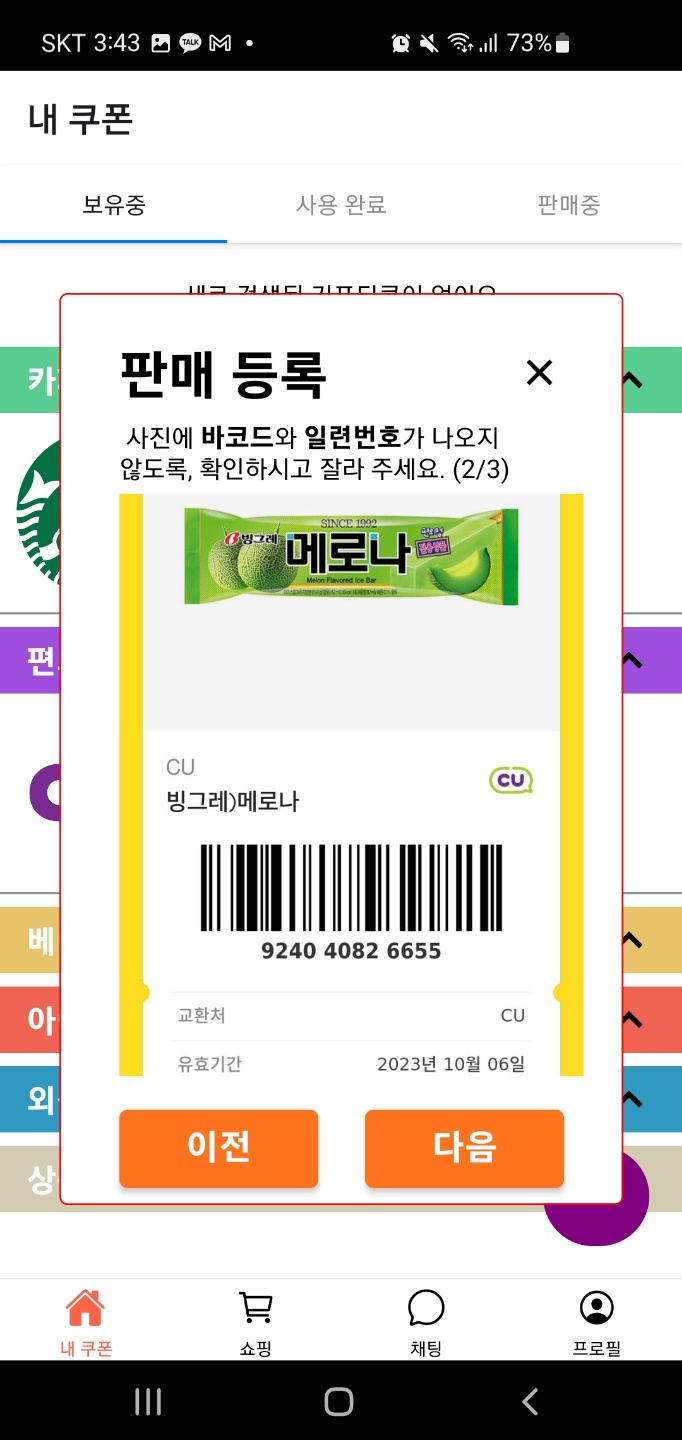 SKT 3:43
TALK
73%
내 쿠폰
보유중
사용 완료
판매중
카
판매 등록
사진에 바코드와 일련번호가 나오지
않도록, 확인하시고 잘라 주세요. (2/3)
SINCE 1992
빙그레
메로나
Melon Flavored Ice Bar
편
CU
CU
빙그레)메로나
9240 4082 6655
베
교환처
CU
아
유효기간
2023년 10월 06일
외
이전
다음
상
내 쿠폰
쇼핑
채팅
프로필